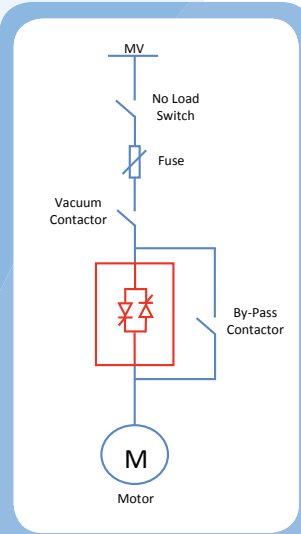 MV
No Load
Switch
Fuse
Vacuum
Contactor
By-Pass
Contactor
M
Motor